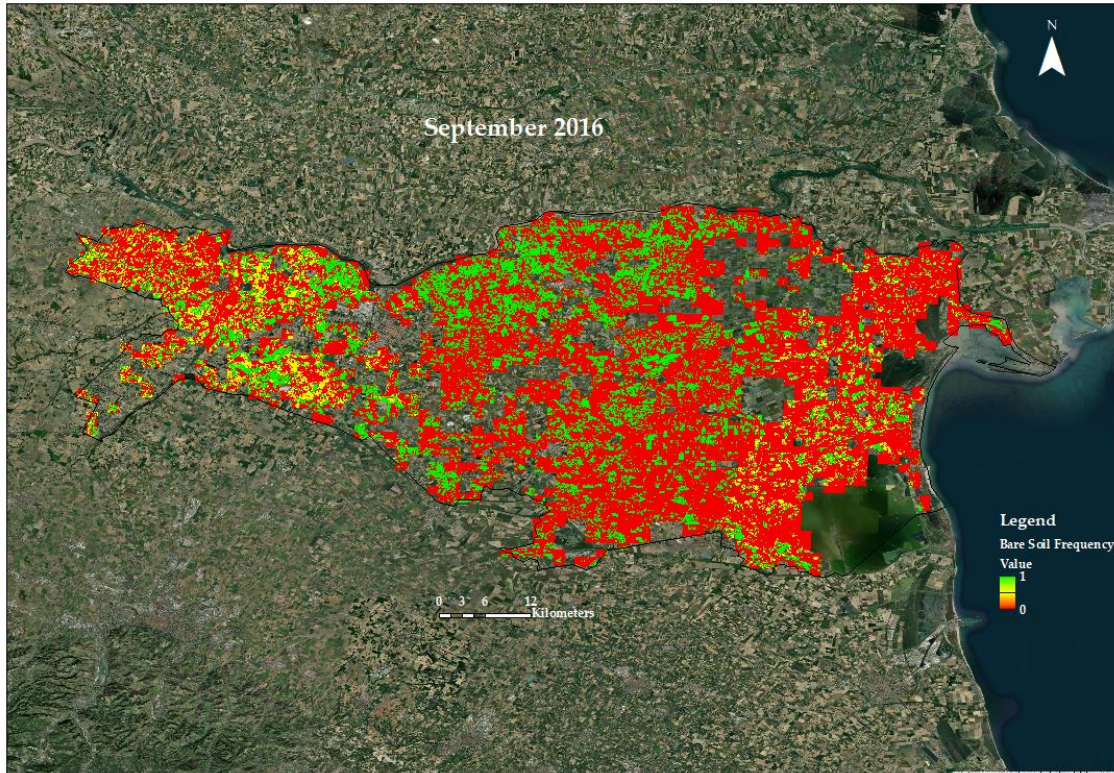 N
September 2016
Legend
Bare Soil Frequency
Value
1
0
0 3 6 12
Kilometers